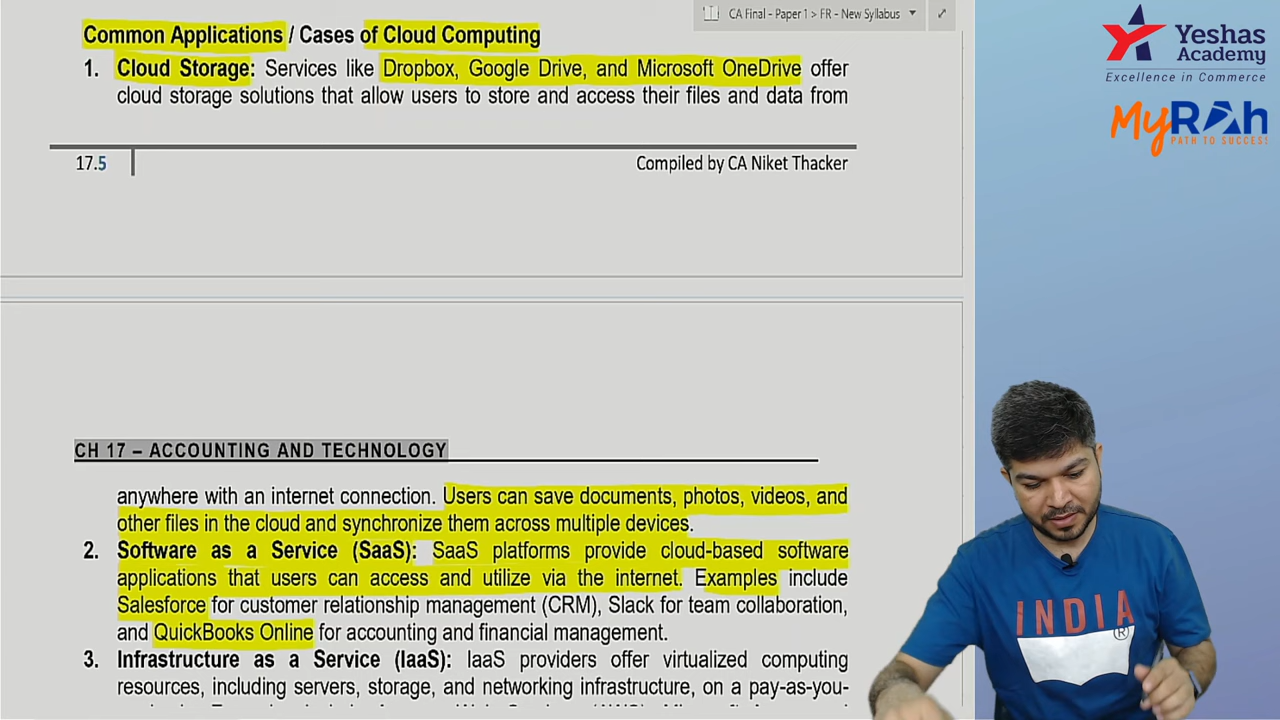 CA Final - Paper 1 > FR - New Syllabus
Yeshas
Academy
Excellence in Commerce
MyRAh
PATH TO SUCCESS
Common Applications / Cases of Cloud Computing
1. Cloud Storage: Services like Dropbox, Google Drive, and Microsoft OneDrive offer
cloud storage solutions that allow users to store and access their files and data from
17.5
Compiled by CA Niket Thacker
CH 17 – ACCOUNTING AND TECHNOLOGY
anywhere with an internet connection. Users can save documents, photos, videos, and
other files in the cloud and synchronize them across multiple devices.
2. Software as a Service (SaaS): SaaS platforms provide cloud-based software
applications that users can access and utilize via the internet. Examples include
Salesforce for customer relationship management (CRM), Slack for team collaboration,
and QuickBooks Online for accounting and financial management.
3. Infrastructure as a Service (IaaS): IaaS providers offer virtualized computing
resources, including servers, storage, and networking infrastructure, on a pay-as-you-
INDIA
®